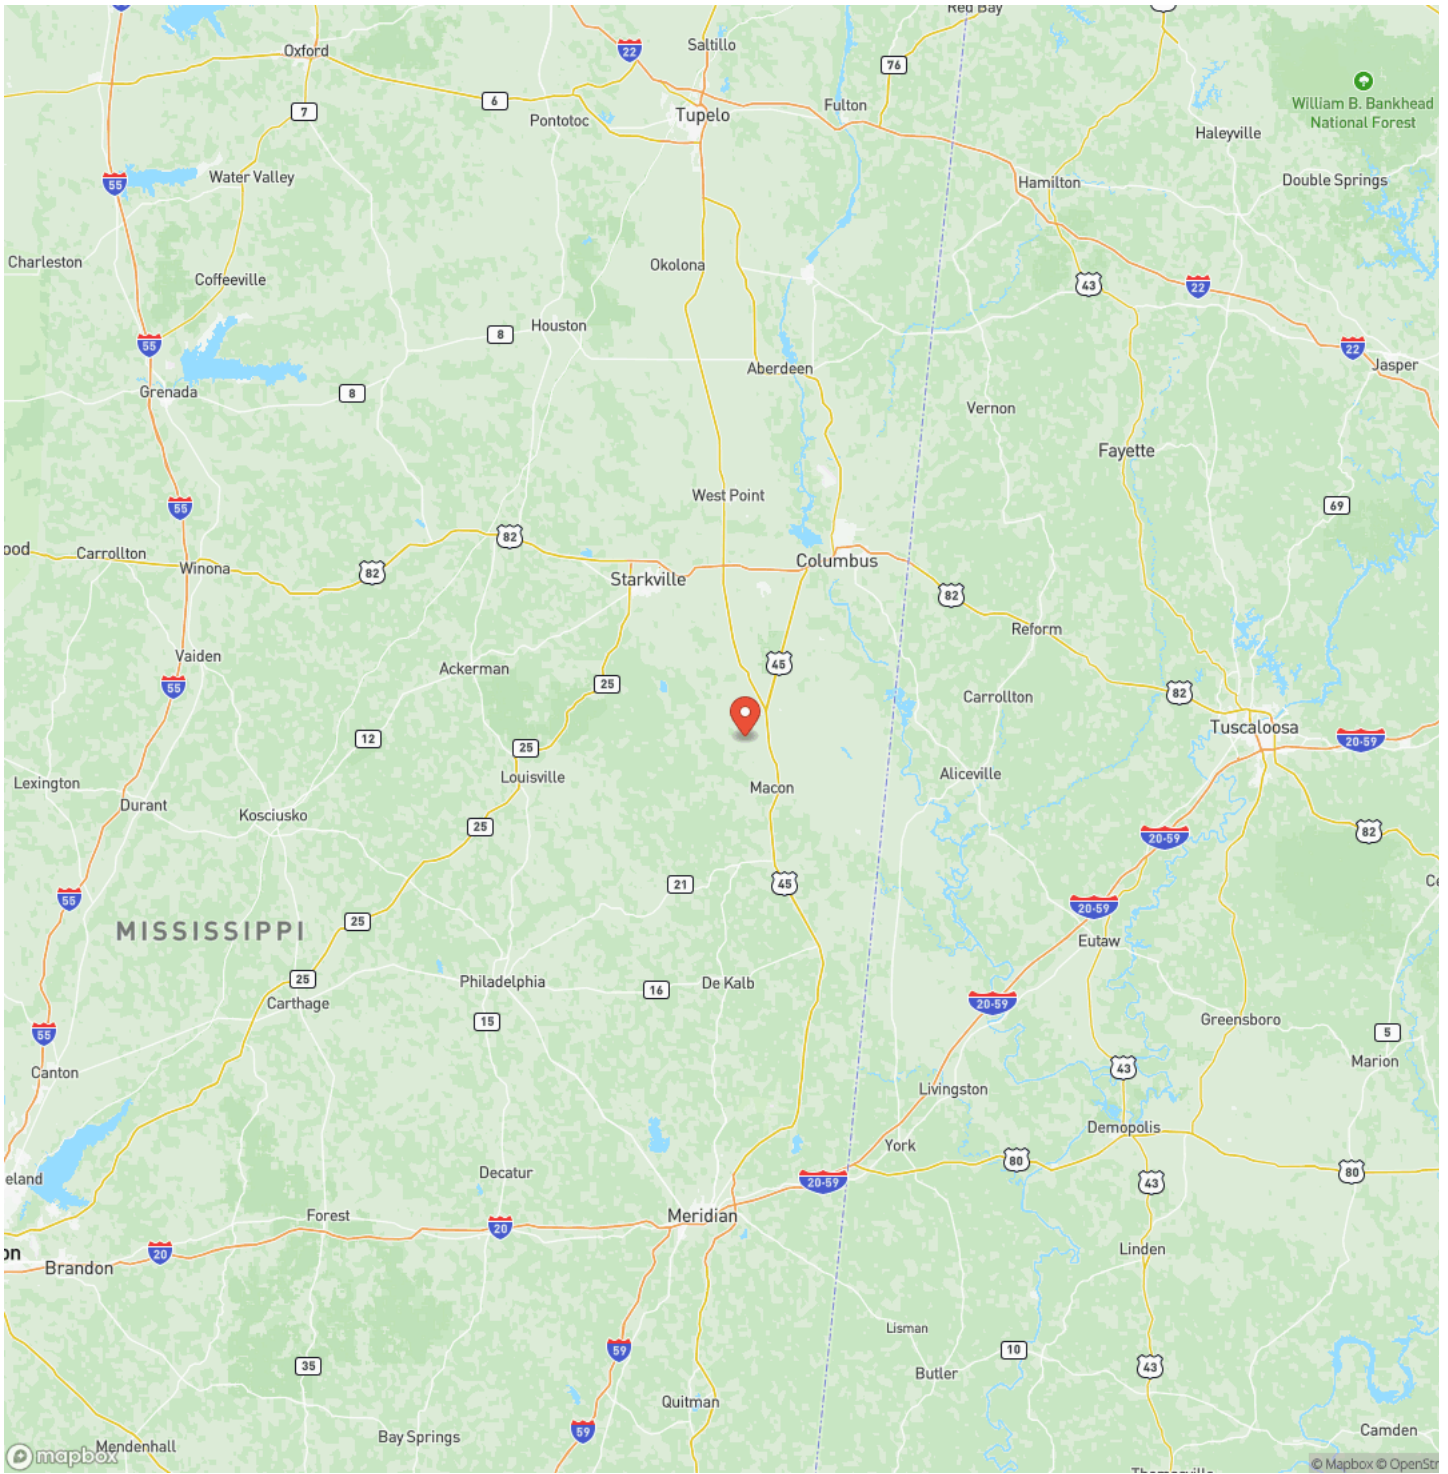 Red Bay
Oxford
22
Saltillo
76
6
7
Pontotoc
Tupelo
Fulton
William B. Bankhead
National Forest
Haleyville
55
Water Valley
Hamilton
Double Springs
Charleston
Coffeeville
Okolona
43
22
55
8
Houston
22
Aberdeen
Jasper
Grenada
8
Vernon
Fayette
55
West Point
69
ood
Carrollton
82
Winona
82
Columbus
Starkville
82
Reform
Vaiden
Ackerman
45
25
55
Carrollton
82
Tuscaloosa
12
25
20-59
Lexington
Louisville
Aliceville
Macon
Durant
Kosciusko
25
20-59
82
21
45
55
20-59
MISSISSIPPI
25
Eutaw
25
Philadelphia
16
De Kalb
Carthage
20-59
15
Greensboro
55
5
Marion
Canton
43
Livingston
Demopolis
York
eland
Decatur
80
80
20-59
43
Forest
Meridian
20
on
20
Linden
Brandon
Lisman
59
10
35
Butler
43
Quitman
59
Bay Springs
Camden
Mendenhall
mapbox
© Mapbox © OpenStr